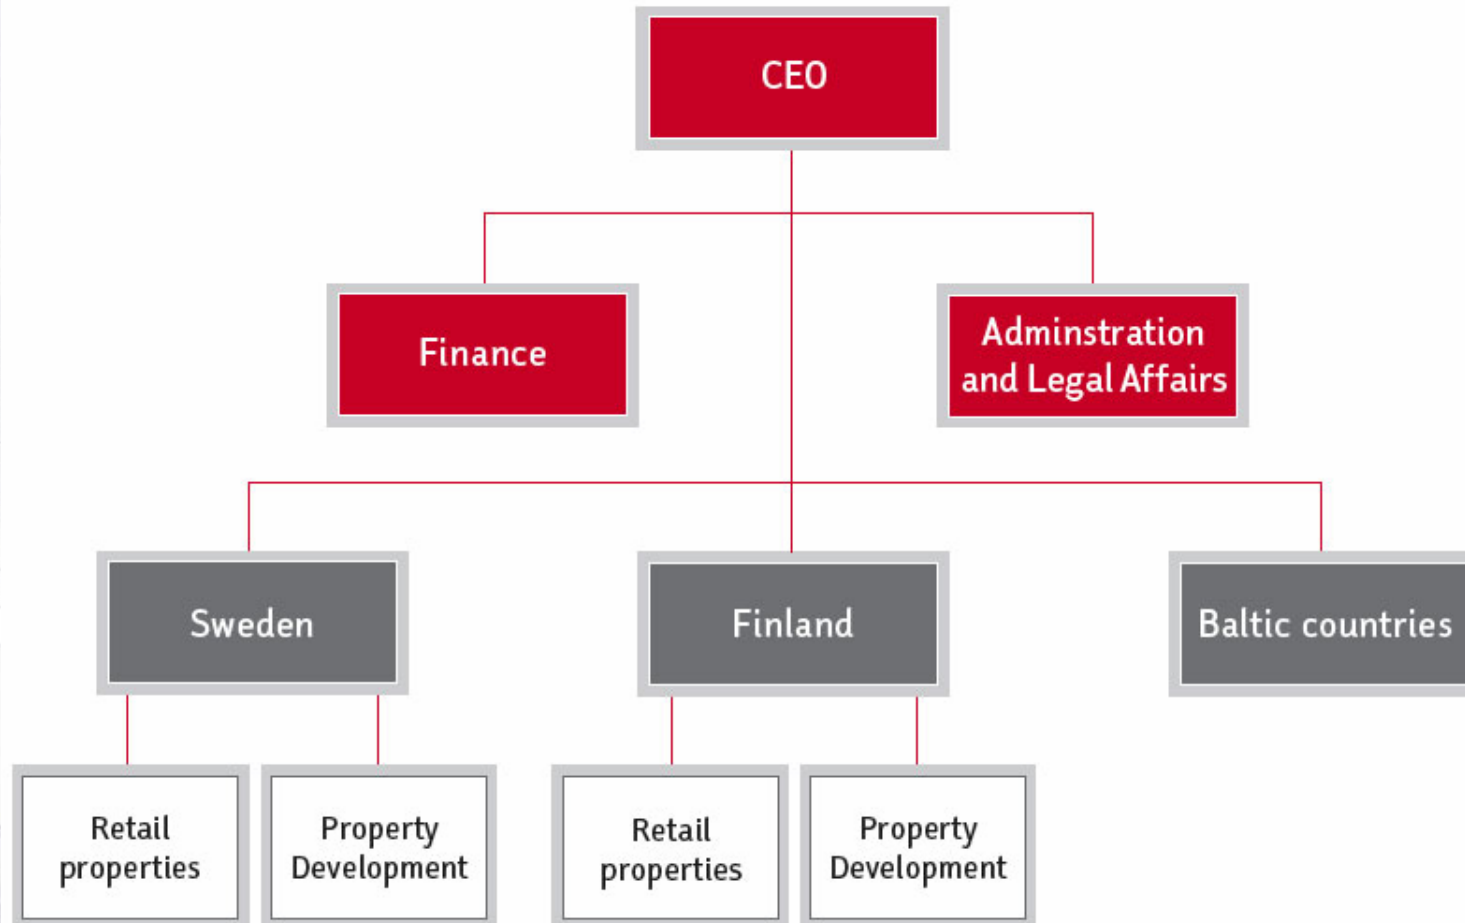 CEO
Finance
Adminstration
and Legal Affairs
Sweden
Finland
Baltic countries
Retail
properties
Property
Development
Retail
properties
Property
Development